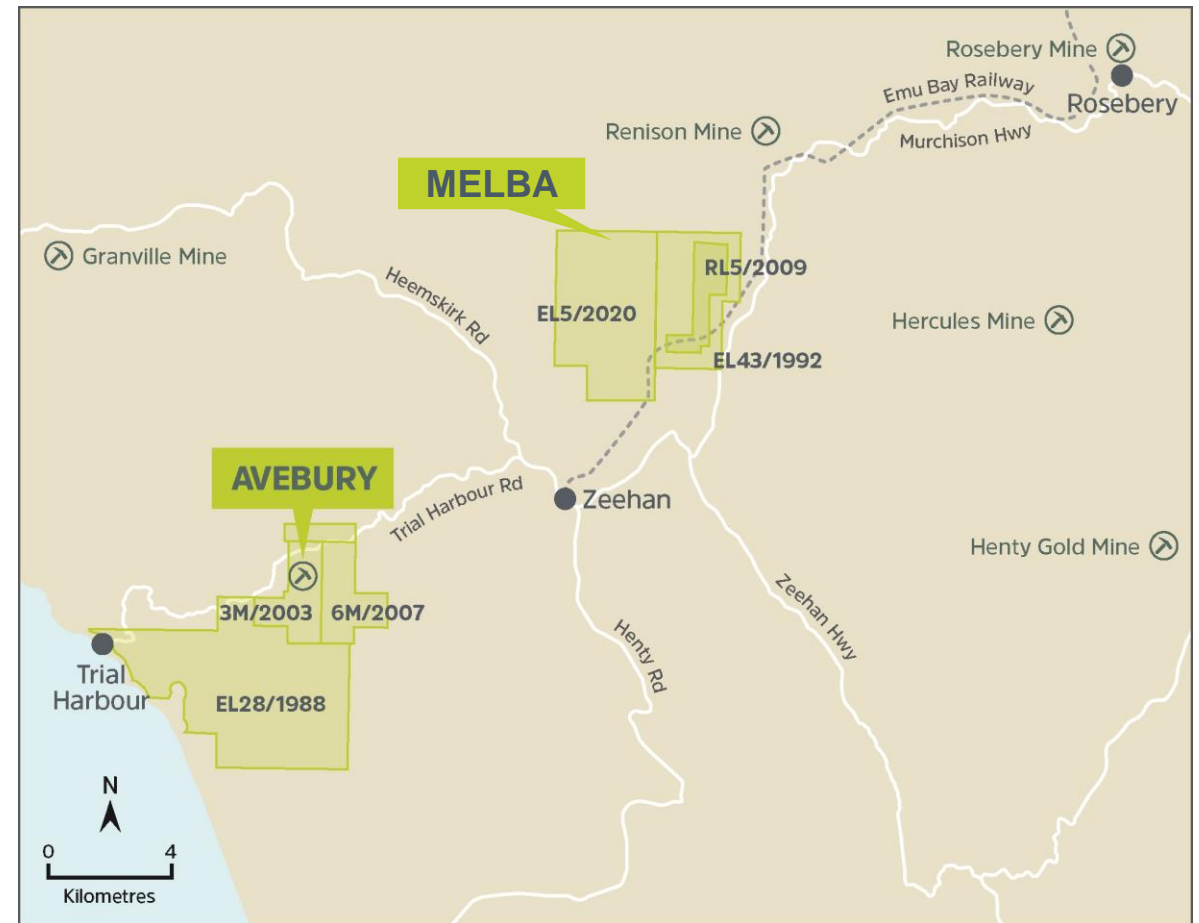 Rosebery Mine
Rosebery
Emu Bay Railway
Murchison Hwy
Renison Mine
MELBA
Granville Mine
Heemskirk Rd
RL5/2009
EL5/2020
Hercules Mine
EL43/1992
AVEBURY
Trial Harbour Rd
Zeehan
Henty Gold Mine
3M/2003
6M/2007
Zeehan Hwy
Henty Rd
Trial
Harbour
EL28/1988
N
0 4
Kilometres